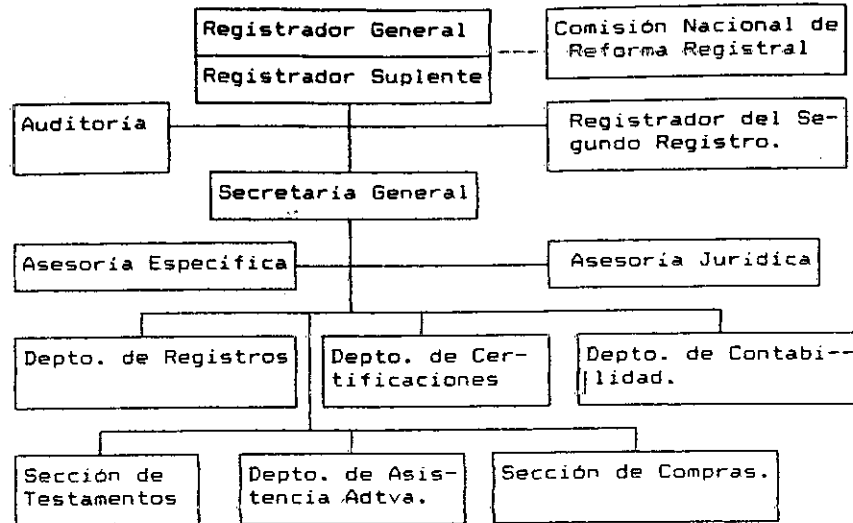 Registrador General
Registrador Suplente
Comisión Nacional de
Reforma Registral
Auditoría
Registrador del Se-
gundo Registro.
Secretaría General
Asesoría Específica
Asesoría Jurídica
Depto. de Registros
Depto. de Cer-
tificaciones
Depto. de Contabi--
lidad.
Sección de
Testamentos
Depto. de Asis-
tencia Adtva.
Sección de Compras.